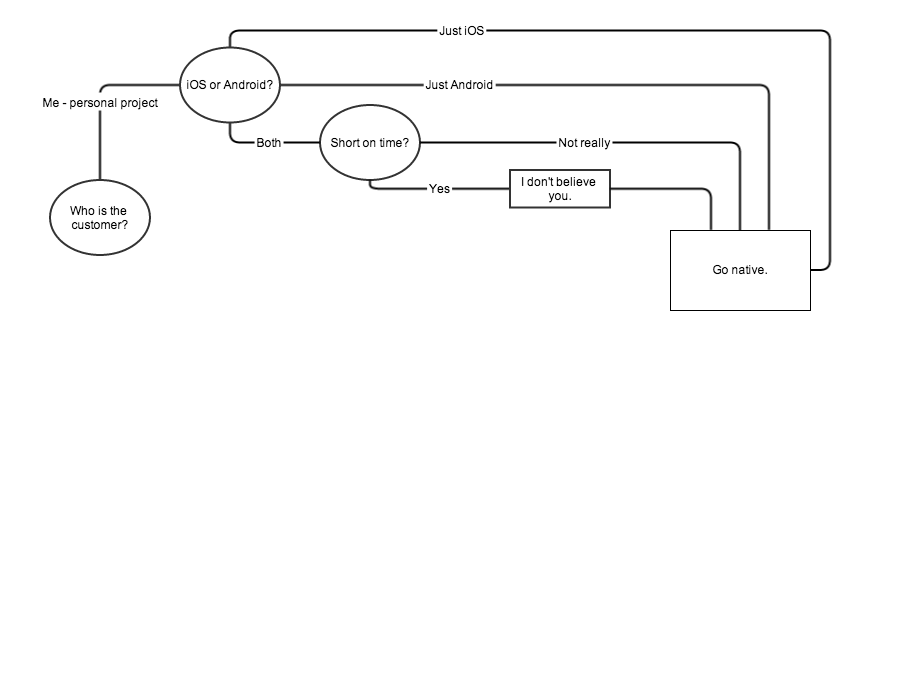 Just iOS
iOS or Android?
Just Android
Me - personal project
Both
Short on time?
Not really
I don't believe
you.
Yes
Who is the
customer?
Go native.